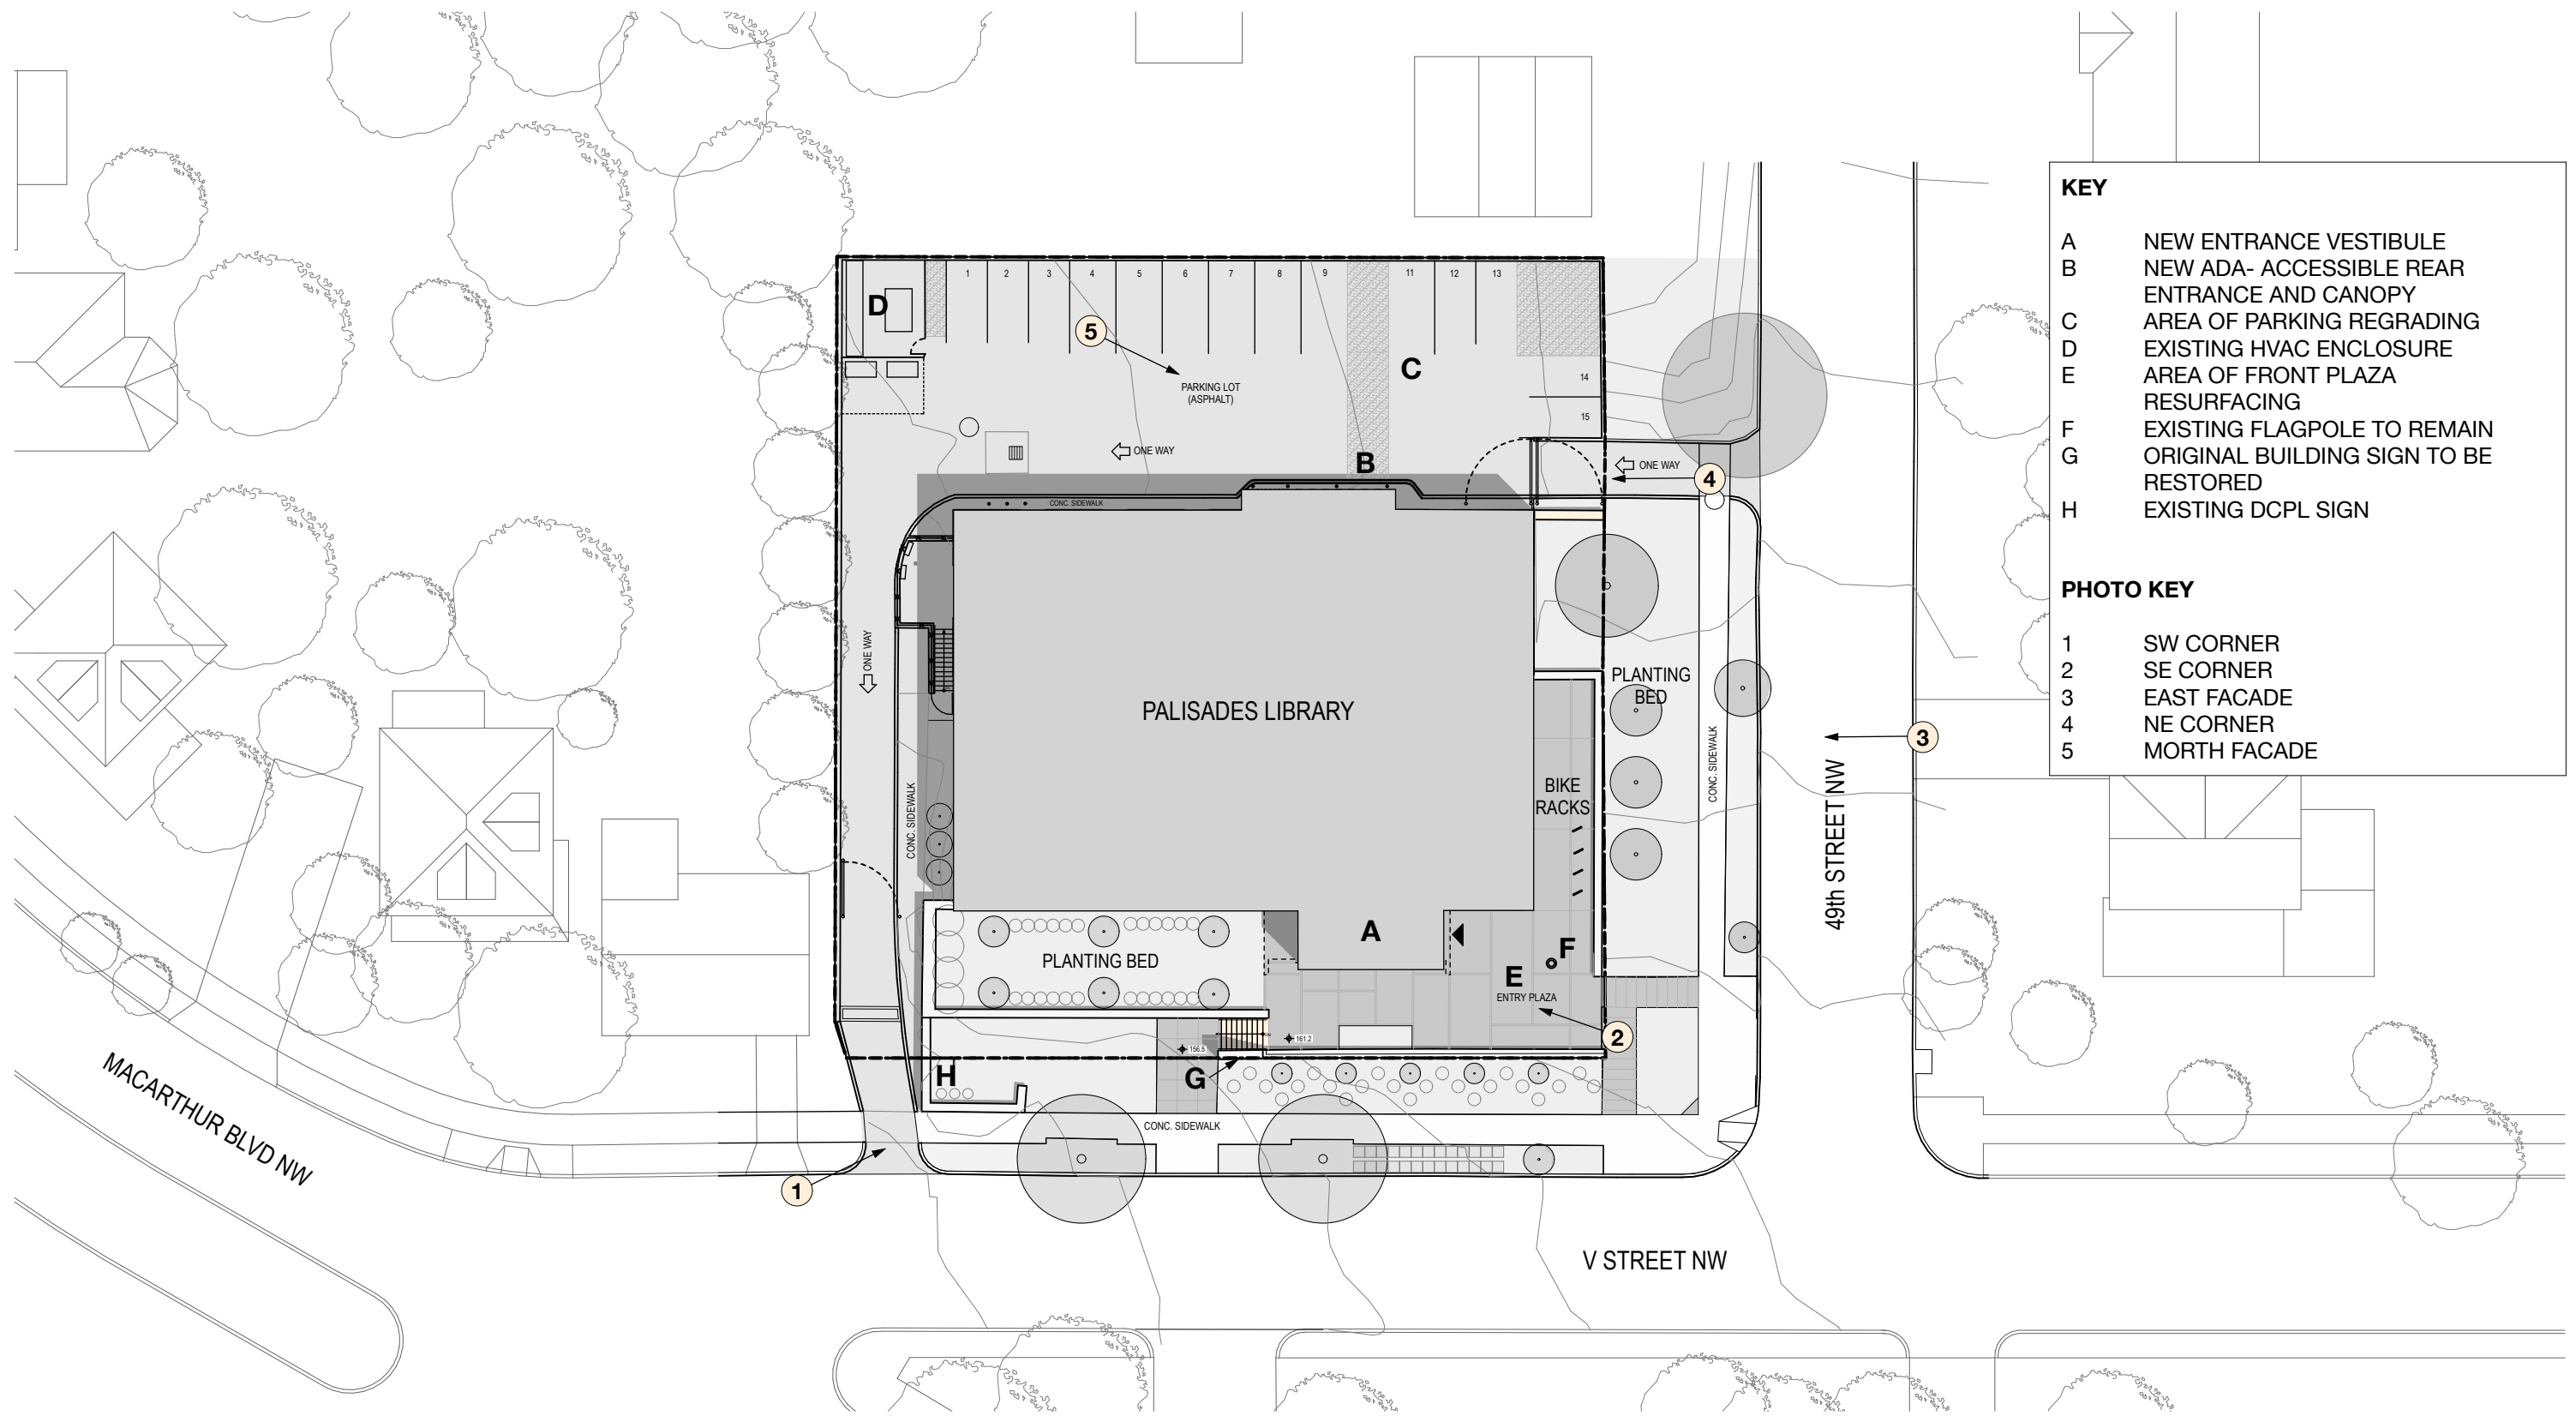 KEY
A NEW ENTRANCE VESTIBULE
B NEW ADA- ACCESSIBLE REAR
ENTRANCE AND CANOPY
C AREA OF PARKING REGRADING
D EXISTING HVAC ENCLOSURE
E AREA OF FRONT PLAZA
RESURFACING
F EXISTING FLAGPOLE TO REMAIN
G ORIGINAL BUILDING SIGN TO BE
RESTORED
H EXISTING DCPL SIGN
PHOTO KEY
1 SW CORNER
2 SE CORNER
3 EAST FACADE
4 NE CORNER
5 MORTH FACADE
1 2 3 4 5 6 7 8 9 11 12 13
D
5
C
14
PARKING LOT
(ASPHALT)
15
ONE WAY
B
ONE WAY
4
CONC. SIDEWALK
ONE WAY
PALISADES LIBRARY
PLANTING
BED
3
CONC. SIDEWALK
CONC. SIDEWALK
BIKE
RACKS
49th STREET NW
A
F
PLANTING BED
E
ENTRY PLAZA
2
156.5
161.2
H
G
CONC. SIDEWALK
MACARTHUR BLVD NW
1
V STREET NW